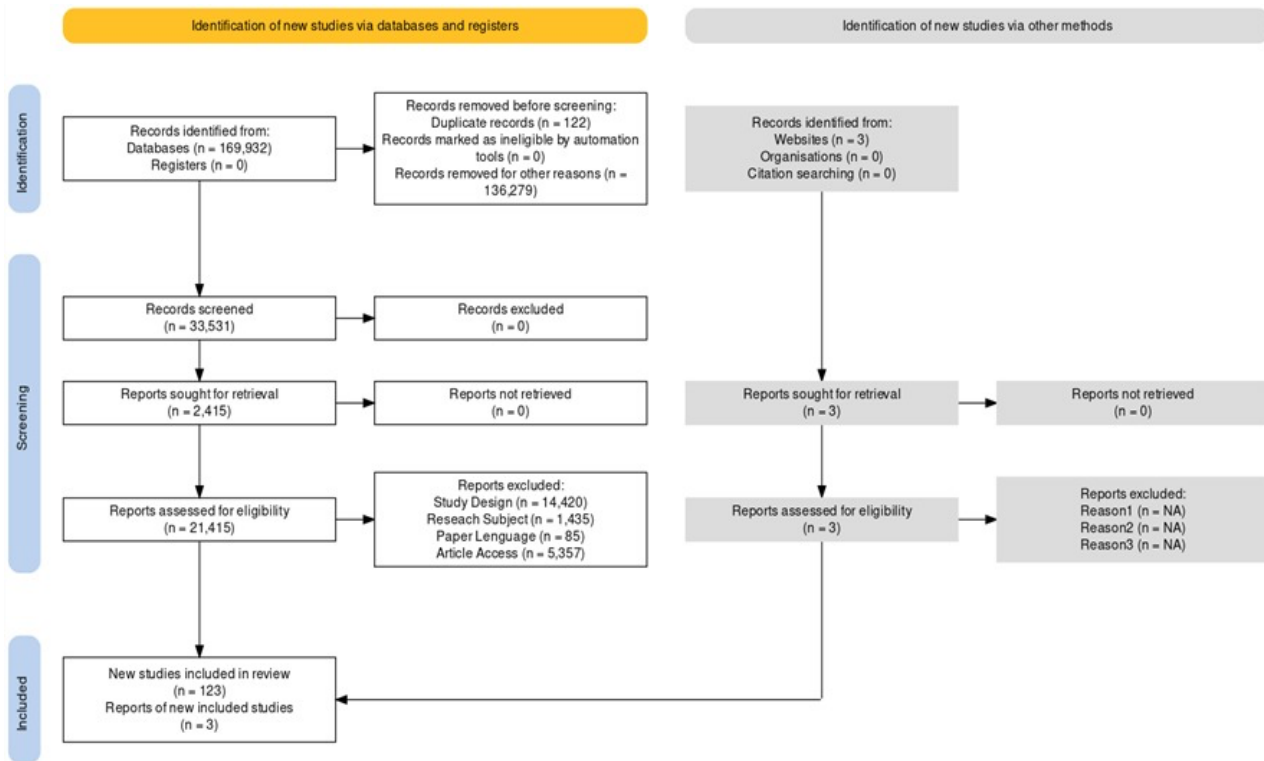 Identification of new studies via databases and registers
Identification of new studies via other methods
Identification
Records identified from:
Databases (n = 169,932)
Registers (n = 0)
Records removed before screening:
Duplicate records (n = 122)
Records marked as ineligible by automation
tools (n = 0)
Records removed for other reasons (n =
136,279)
Records identified from:
Websites (n = 3)
Organisations (n = 0)
Citation searching (n = 0)
Screening
Records screened
(n = 33,531)
Records excluded
(n = 0)
Reports sought for retrieval
(n = 2,415)
Reports not retrieved
(n = 0)
Reports sought for retrieval
(n = 3)
Reports not retrieved
(n = 0)
Reports assessed for eligibility
(n = 21,415)
Reports excluded:
Study Design (n = 14,420)
Reseach Subject (n = 1,435)
Paper Lenguage (n = 85)
Article Access (n = 5,357)
Reports assessed for eligibility
(n = 3)
Reports excluded:
Reason1 (n = NA)
Reason2 (n = NA)
Reason3 (n = NA)
Included
New studies included in review
(n = 123)
Reports of new included studies
(n = 3)